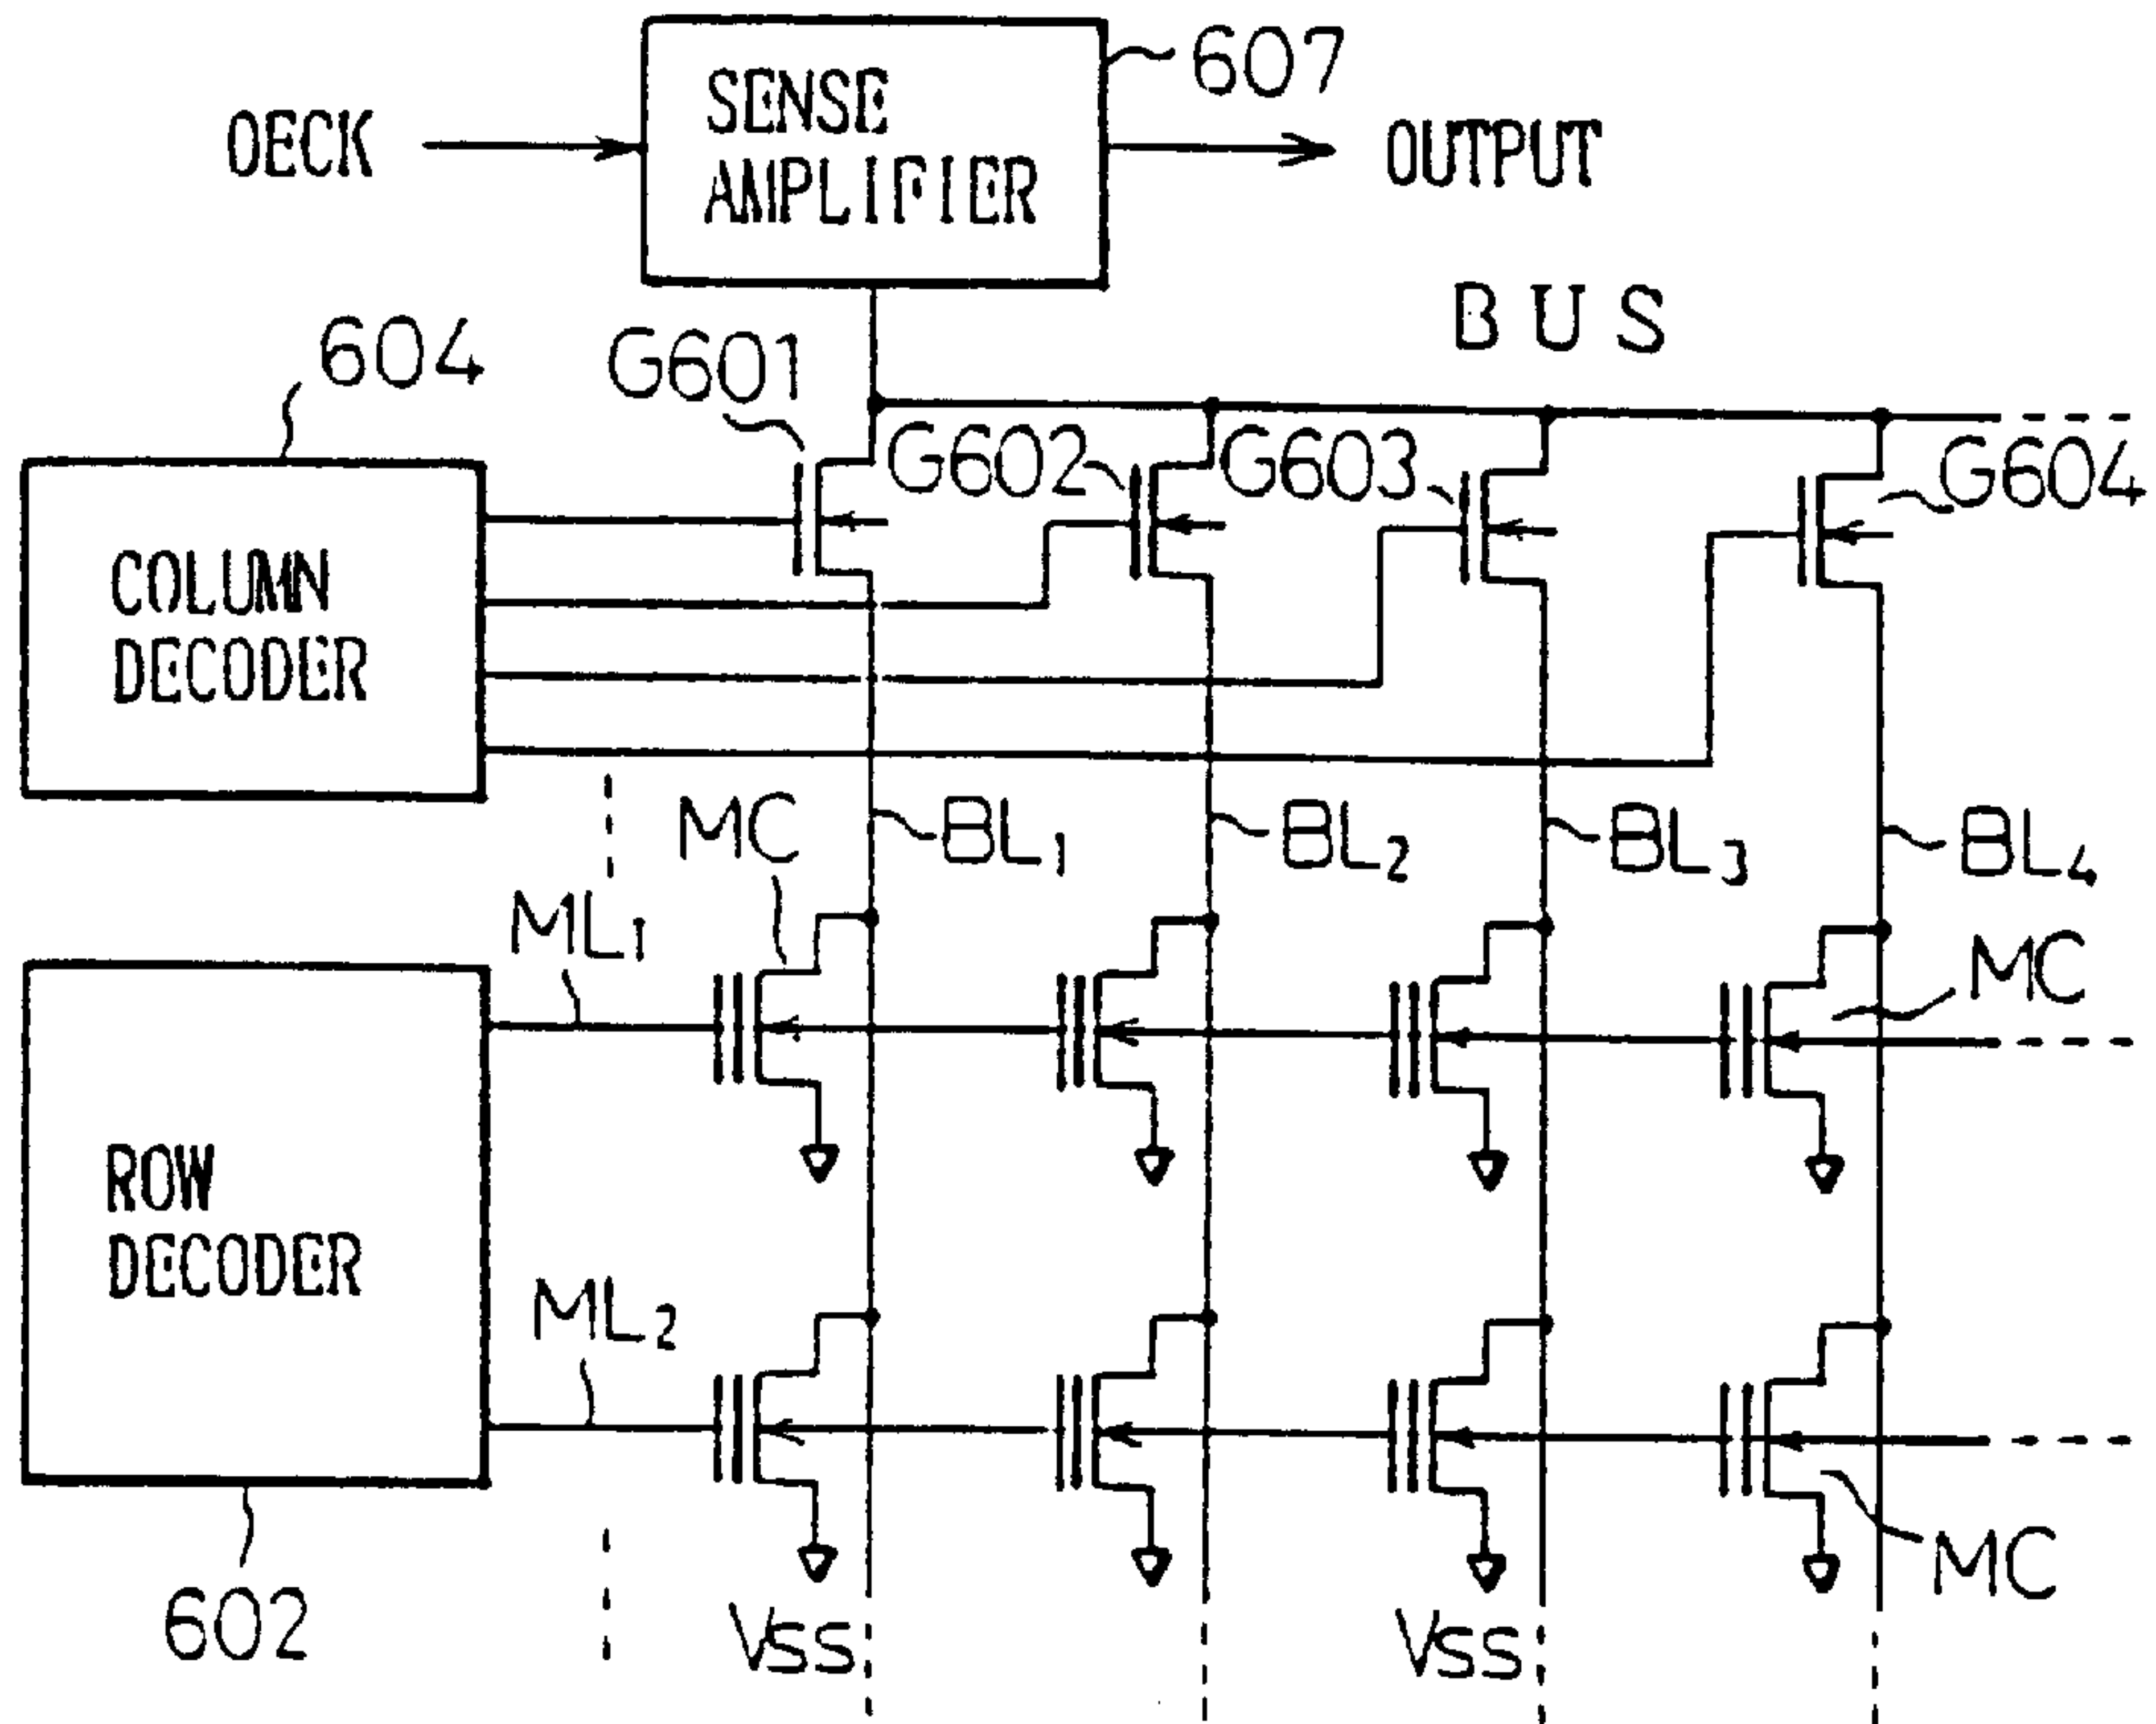 607
SENSE
AMPLIFIER
OECK
OUTPUT
BUS
604
G601
G602
G603
G604
COLUMN
DECODER
MC
BL1
BL2
BL3
BL4
ML1
MC
ROW
DECODER
ML2
MC
602
VSS
VSS